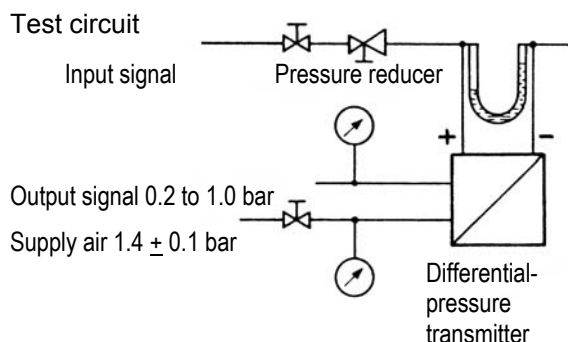 Test circuit
Input signal
Pressure reducer
+ −
Output signal 0.2 to 1.0 bar
Supply air 1.4 ± 0.1 bar
Differential-
pressure
transmitter